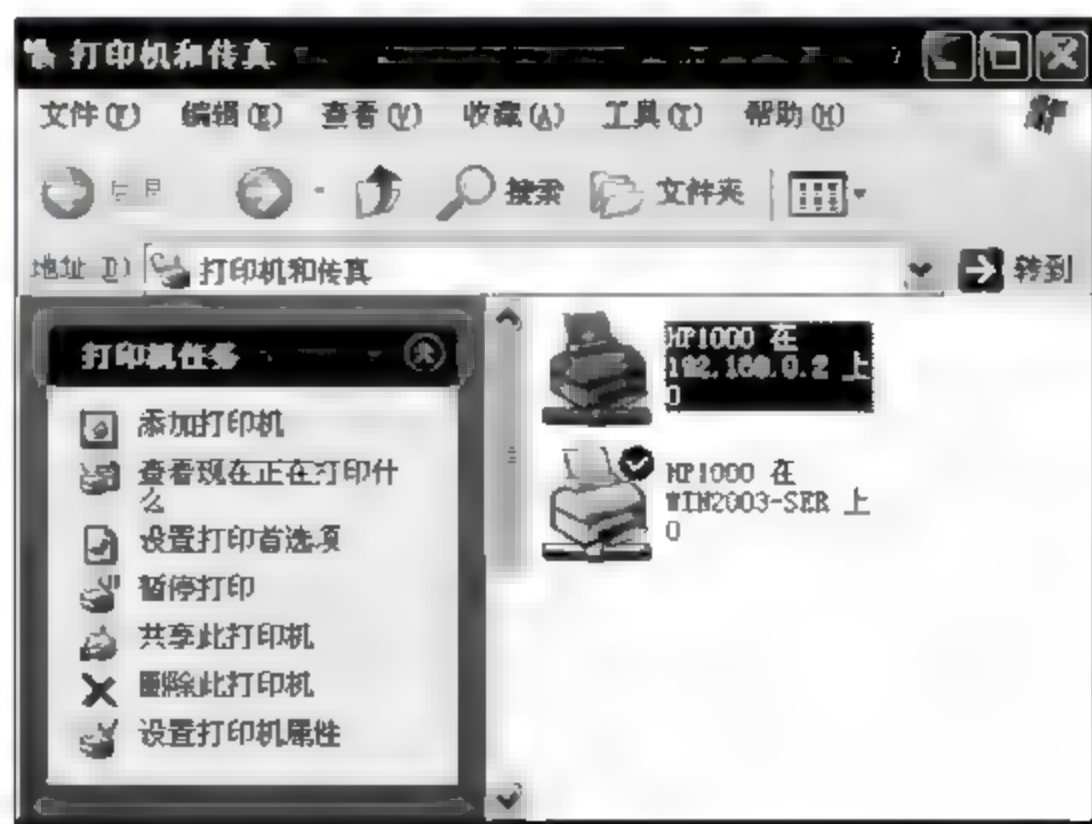 打印机和传真
文件(F) 编辑(E) 查看(V) 收藏(A) 工具(T) 帮助(H)
搜索 文件夹
地址(D) 打印机和传真 转到
打印机任务
添加打印机
查看现在正在打印什
么
设置打印首选项
暂停打印
共享此打印机
删除此打印机
设置打印机属性
HP1000 在
192.168.0.2 上
0
HP1000 在
WIN2003-SER 上
0